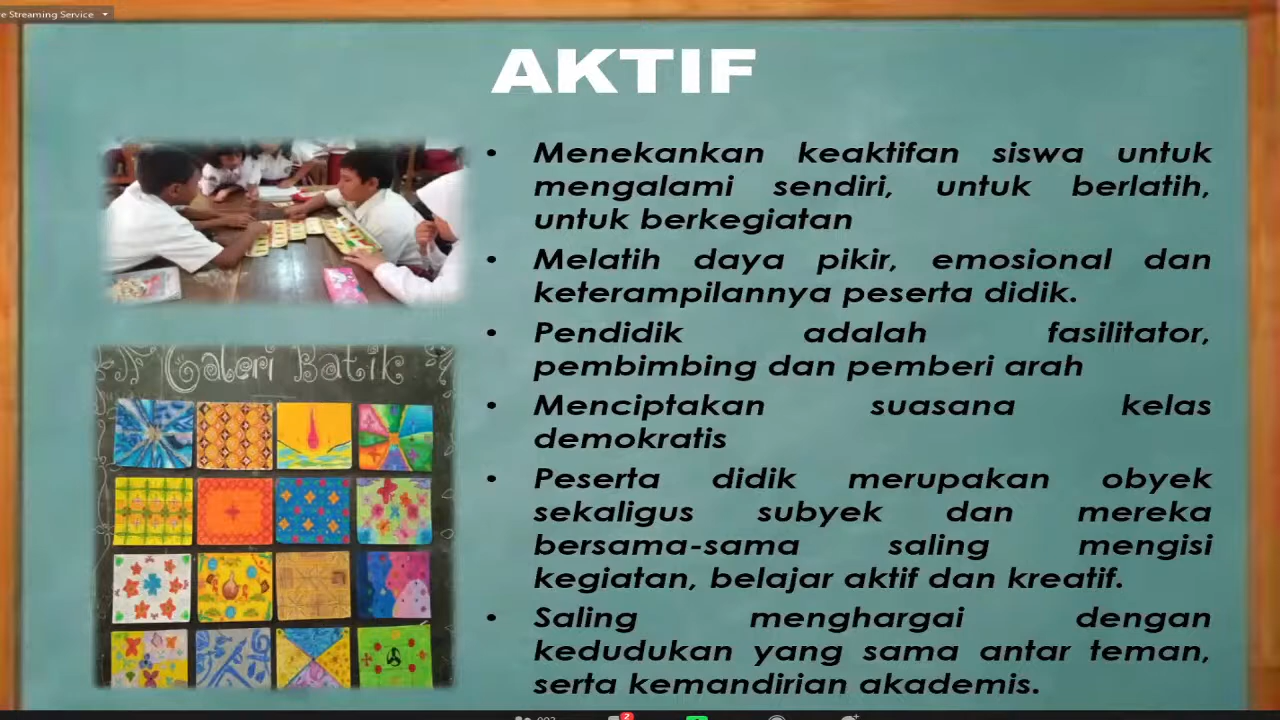 e Streaming Service
AKTIF
• Menekankan keaktifan siswa untuk
mengalami sendiri, untuk berlatih,
untuk berkegiatan
• Melatih daya pikir, emosional dan
keterampilannya peserta didik.
• Pendidik adalah fasilitator,
pembimbing dan pemberi arah
• Menciptakan suasana kelas
demokratis
• Peserta didik merupakan obyek
sekaligus subyek dan mereka
bersama-sama saling mengisi
kegiatan, belajar aktif dan kreatif.
• Saling menghargai dengan
kedudukan yang sama antar teman,
serta kemandirian akademis.
Galeri Batik
2